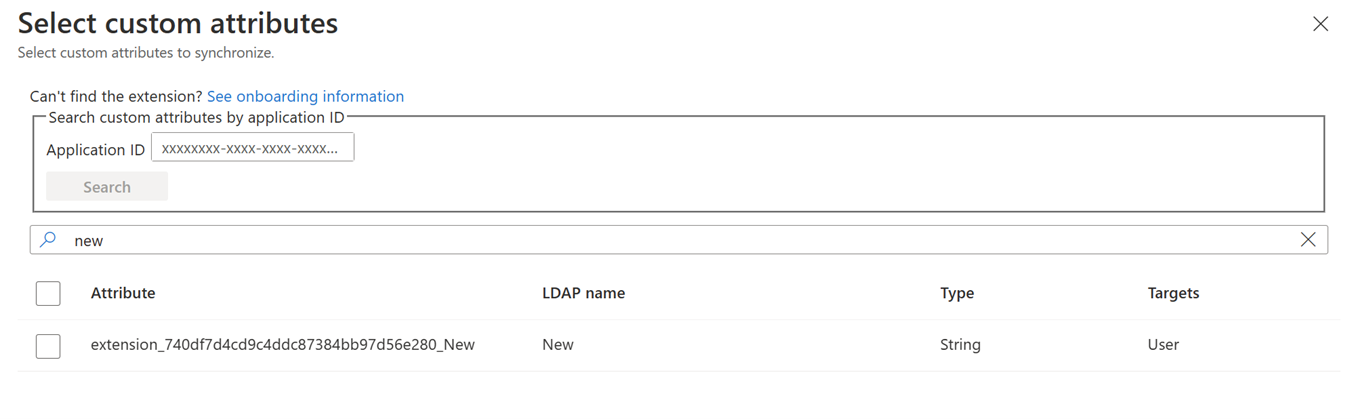 Select custom attributes
Select custom attributes to synchronize.
Can't find the extension? See onboarding information
Search custom attributes by application ID
Application ID xxxxxxxx-xxxx-xxxx-xxxx...
Search
new
Attribute LDAP name Type Targets
extension_740df7d4cd9c4ddc87384bb97d56e280_New New String User